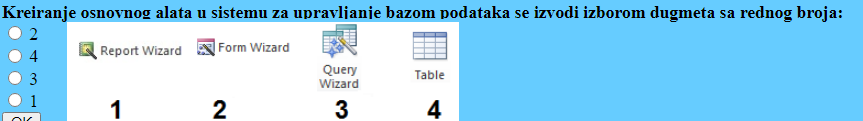 Kreiranje osnovnog alata u sistemu za upravljanje bazom podataka se izvodi izborom dugmeta sa rednog broja:
2
4
3
1
OK
Report Wizard
Form Wizard
Query
Wizard
Table
1
2
3
4